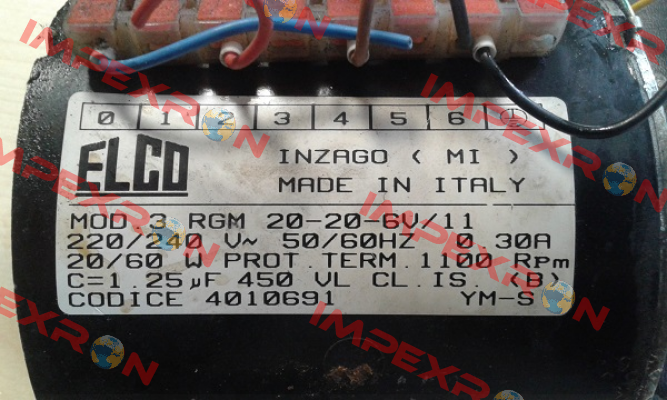 0 1 2 3 4 5 6
ELCO
INZAGO ( MI )
MADE IN ITALY
MOD.3 RGM 20-20-6V/11
220/240 V~ 50/60HZ 0.30A
20/60 W PROT.TERM.1100 Rpm
C=1.25µF 450 VL CL.IS. (B)
CODICE 4010691 YM-S
IMPEXRON
IMPEXRON
IMPEXRON
IMPEXRON
IMPEXRON
IMPEXRON